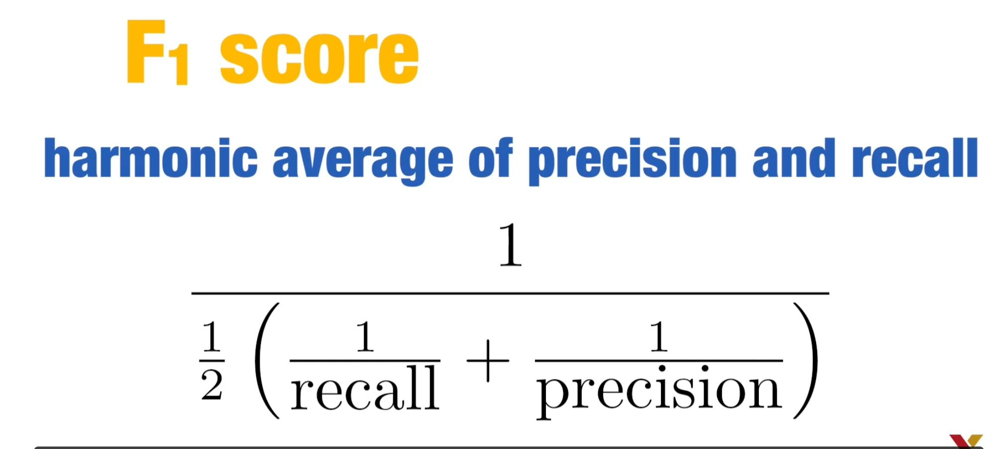 F₁ score
harmonic average of precision and recall
1
1/2 ( 1/recall + 1/precision )